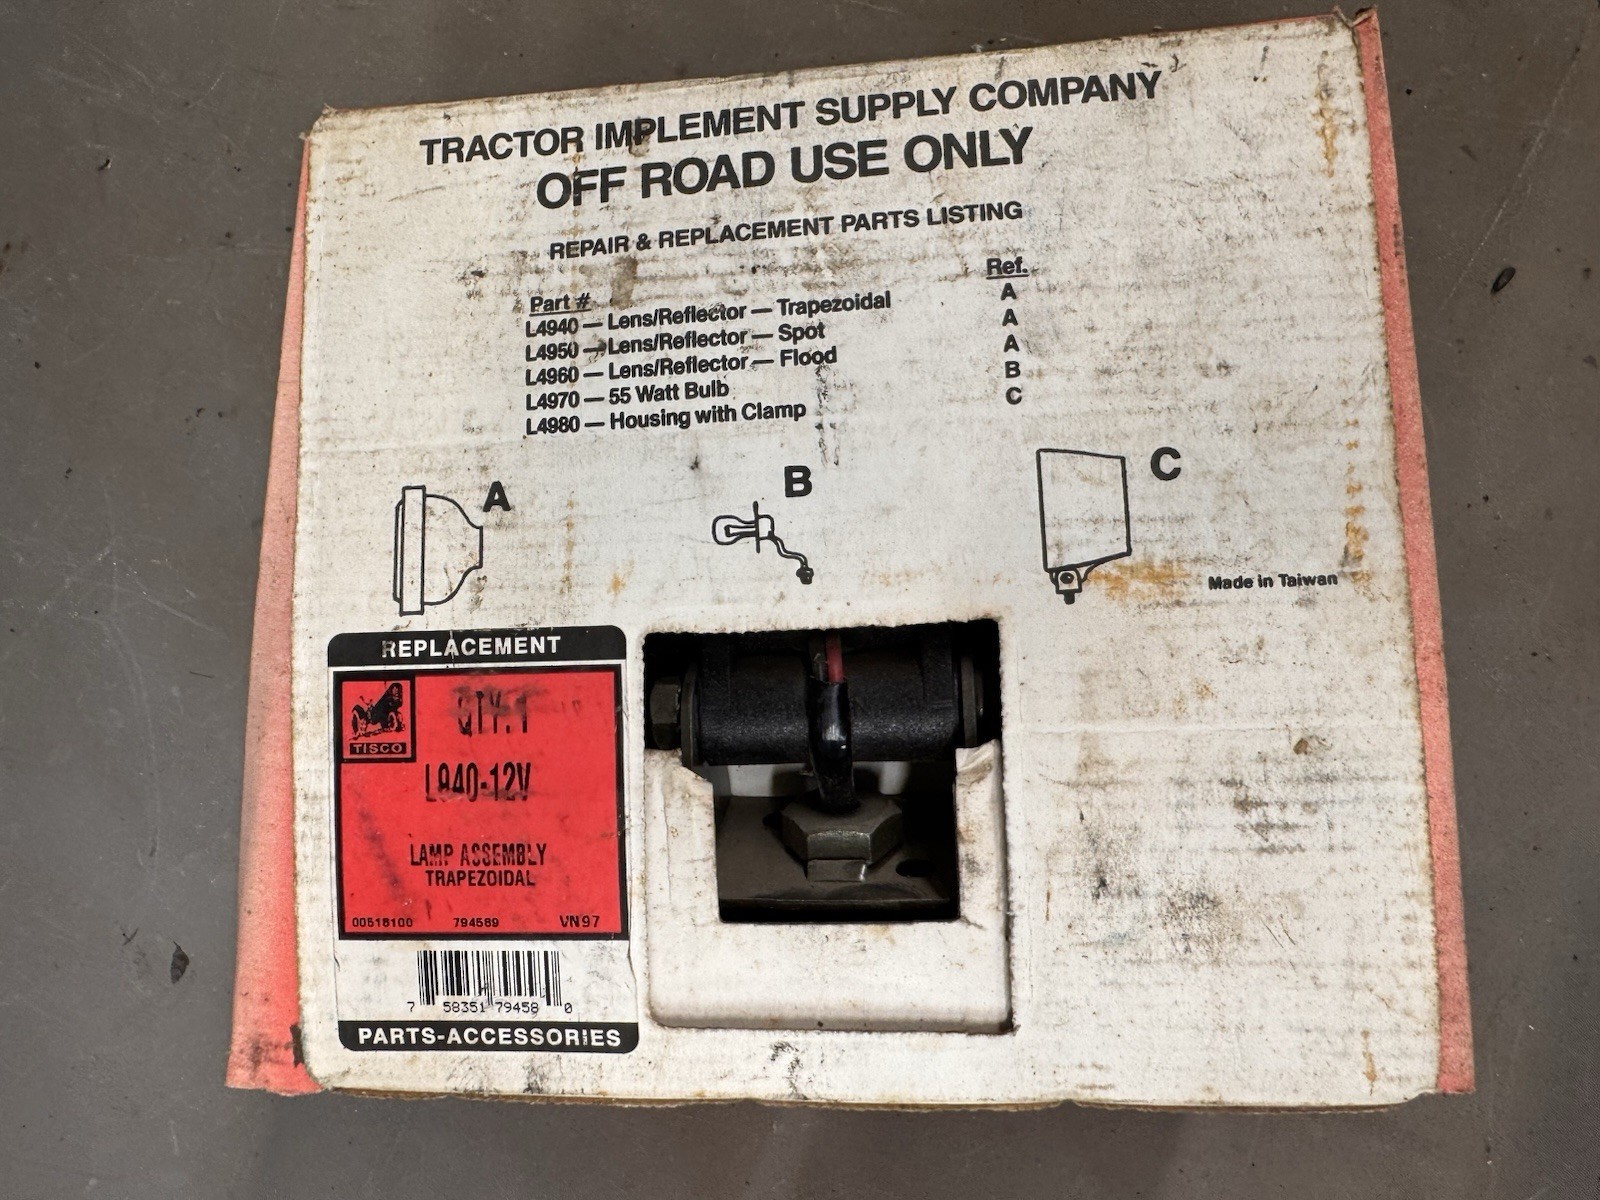 TRACTOR IMPLEMENT SUPPLY COMPANY
OFF ROAD USE ONLY
REPAIR & REPLACEMENT PARTS LISTING
Part # Ref.
L4940 — Lens/Reflector — Trapezoidal A
L4950 — Lens/Reflector — Spot A
L4960 — Lens/Reflector — Flood A
L4970 — 55 Watt Bulb B
L4980 — Housing with Clamp C
A
B
C
Made in Taiwan
REPLACEMENT
TISCO
QTY. 1
L940-12V
LAMP ASSEMBLY
TRAPEZOIDAL
00518100 794589 VN97
7 58351 79458 0
PARTS-ACCESSORIES